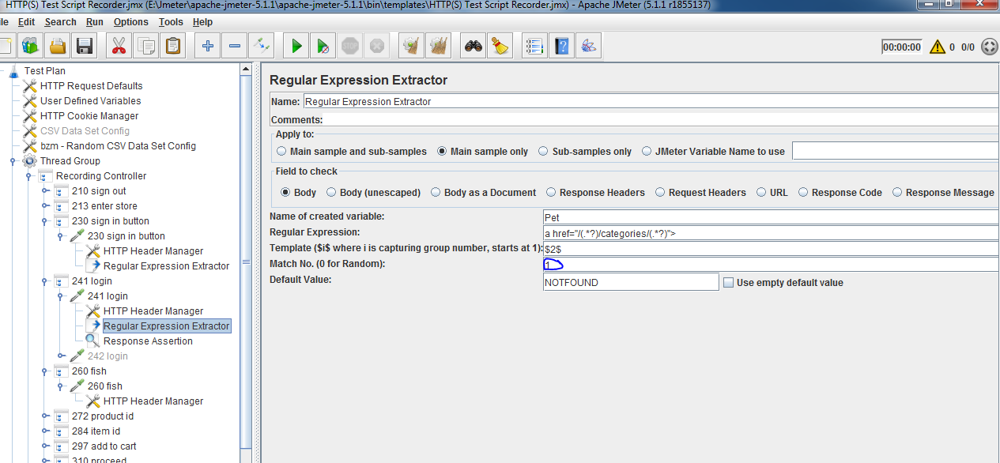 HTTP(S) Test Script Recorder.jmx (E:\Jmeter\apache-jmeter-5.1.1\apache-jmeter-5.1.1\bin\templates\HTTP(S) Test Script Recorder.jmx) - Apache JMeter (5.1.1 r1855137)
le Edit Search Run Options Tools Help
STOP
00:00:00 0 0/0
Test Plan
HTTP Request Defaults
User Defined Variables
HTTP Cookie Manager
CSV Data Set Config
bzm - Random CSV Data Set Config
Thread Group
Recording Controller
210 sign out
213 enter store
230 sign in button
230 sign in button
HTTP Header Manager
Regular Expression Extractor
241 login
241 login
HTTP Header Manager
Regular Expression Extractor
Response Assertion
242 login
260 fish
260 fish
HTTP Header Manager
272 product id
284 item id
297 add to cart
310 proceed
Regular Expression Extractor
Name: Regular Expression Extractor
Comments:
Apply to:
Main sample and sub-samples Main sample only Sub-samples only JMeter Variable Name to use
Field to check
Body Body (unescaped) Body as a Document Response Headers Request Headers URL Response Code Response Message
Name of created variable: Pet
Regular Expression: a href="/(.*?)/categories/(.*?)">
Template ($i$ where i is capturing group number, starts at 1): $2$
Match No. (0 for Random): 1
Default Value: NOTFOUND Use empty default value